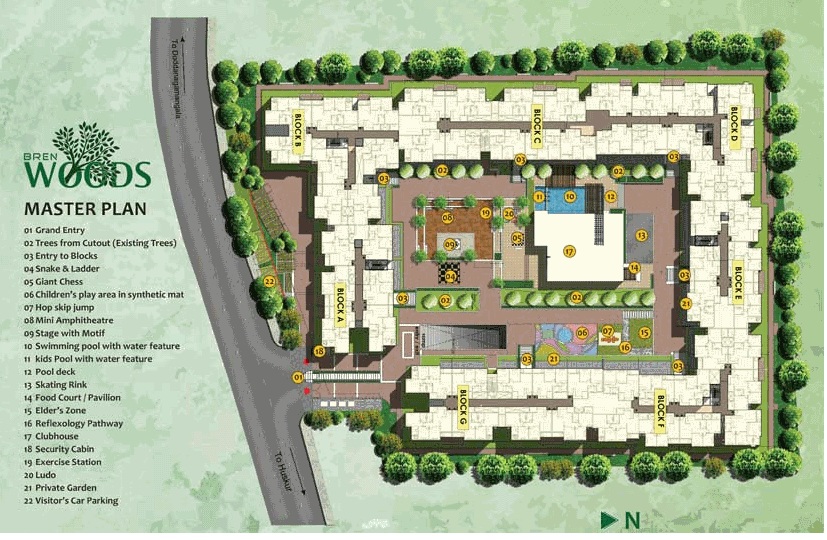 To Doddanagamangala
BREN
WOODS
MASTER PLAN
01 Grand Entry
02 Trees from Cutout (Existing Trees)
03 Entry to Blocks
04 Snake & Ladder
05 Giant Chess
06 Children's play area in synthetic mat
07 Hop skip jump
08 Mini Amphitheatre
09 Stage with Motif
10 Swimming pool with water feature
11 kids Pool with water feature
12 Pool deck
13 Skating Rink
14 Food Court / Pavilion
15 Elder's Zone
16 Reflexology Pathway
17 Clubhouse
18 Security Cabin
19 Exercise Station
20 Ludo
21 Private Garden
22 Visitor's Car Parking
BLOCK B
BLOCK C
BLOCK D
03
03
02
03
02
11
10
12
08
19
20
05
09
17
13
14
04
22
BLOCK A
03
02
02
03
BLOCK E
21
06
07
15
16
18
03
21
03
01
BLOCK G
BLOCK F
To Huskur
N